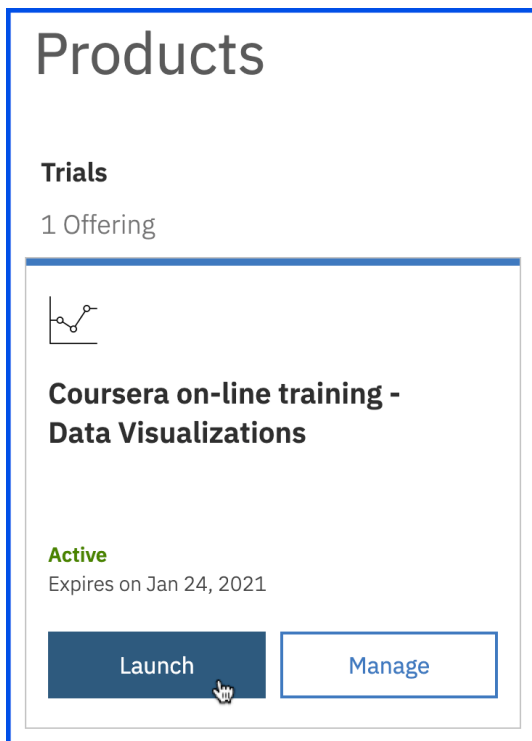 Products
Trials
1 Offering
Coursera on-line training -
Data Visualizations
Active
Expires on Jan 24, 2021
Launch
Manage